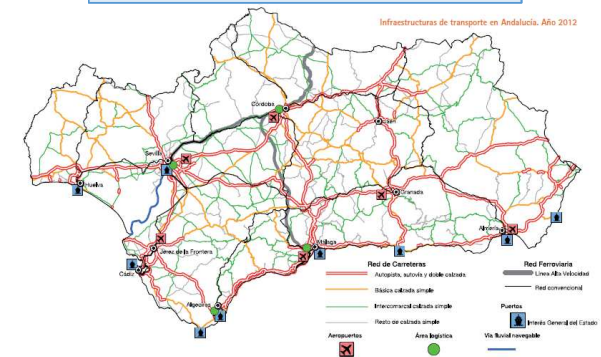 Infraestructuras de transporte en Andalucía. Año 2012
Córdoba
Jaén
Sevilla
Huelva
Granada
Almería
Málaga
Jérez de la Frontera
Cádiz
Algeciras
Red de Carreteras
Autopista, autovía y doble calzada
Básica calzada simple
Intercomarcal calzada simple
Resto de calzada simple
Red Ferroviaria
Línea Alta Velocidad
Red convencional
Puertos
Interés General del Estado
Aeropuertos
Área logística
Vía fluvial navegable